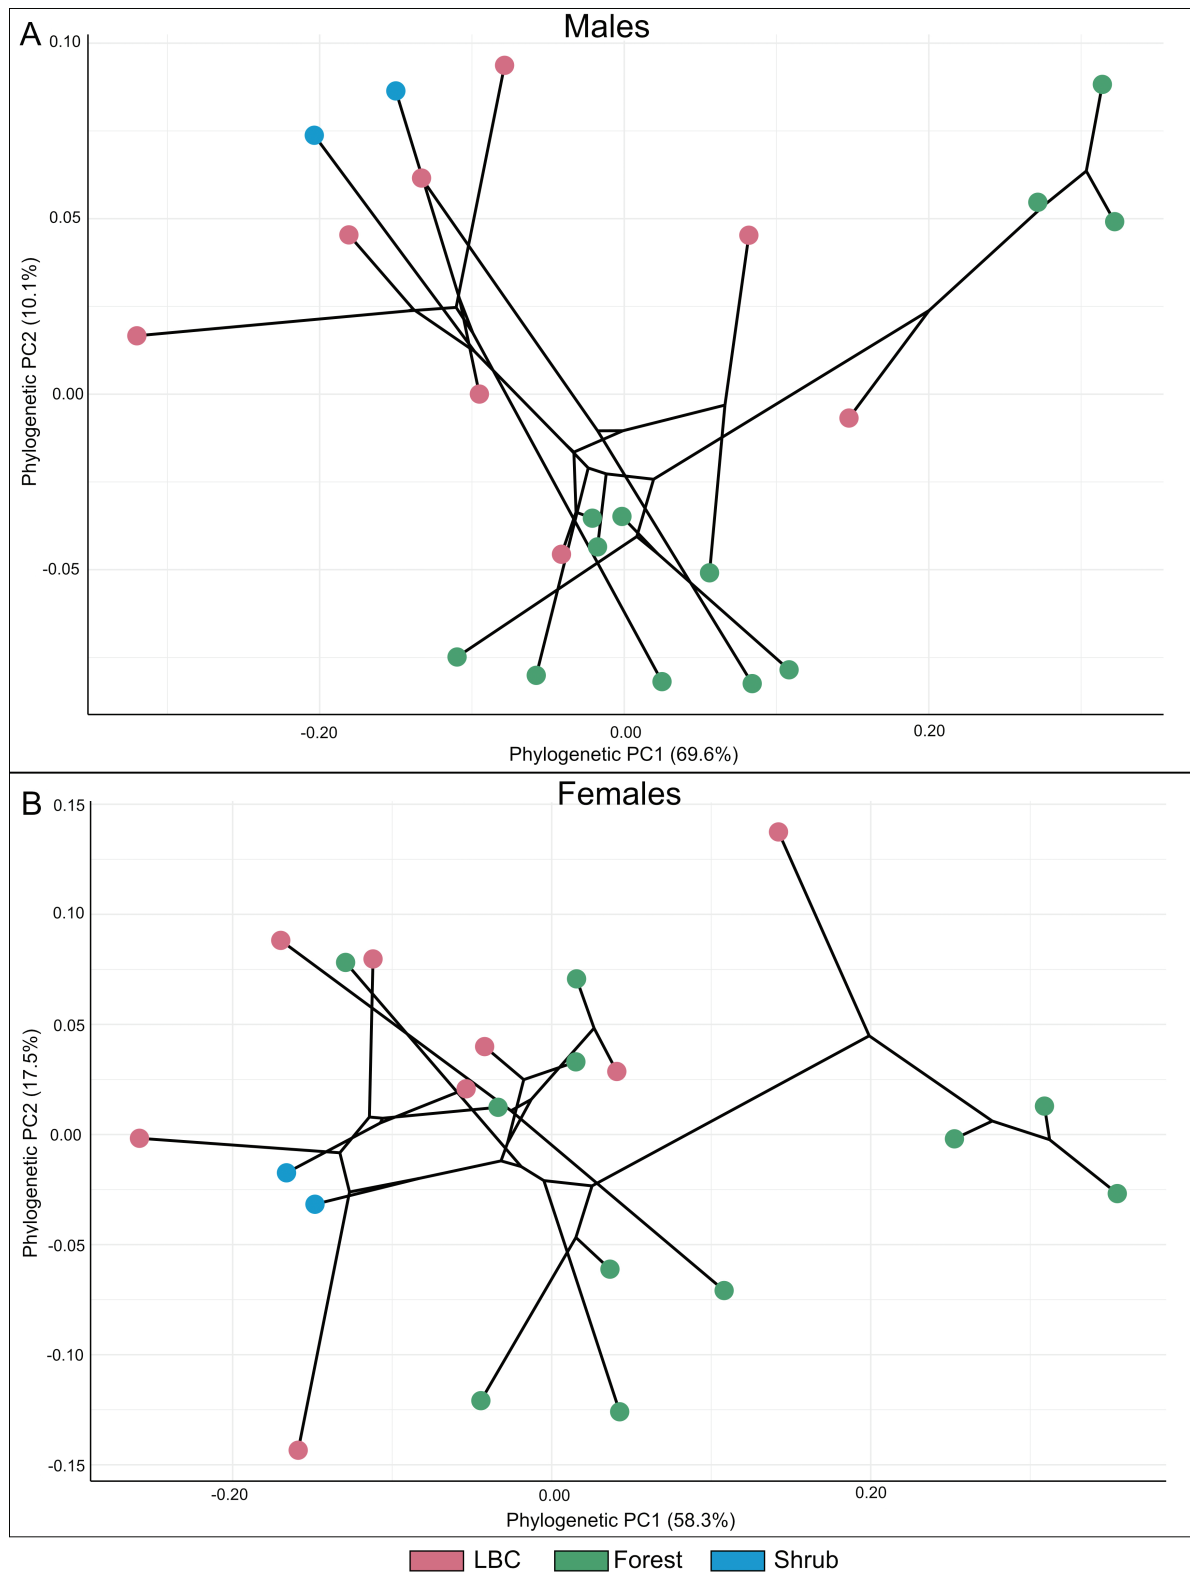 A
Males
0.10
0.05
0.00
-0.05
Phylogenetic PC2 (10.1%)
-0.20
0.00
0.20
Phylogenetic PC1 (69.6%)
B
Females
0.15
0.10
0.05
0.00
-0.05
-0.10
-0.15
Phylogenetic PC2 (17.5%)
-0.20
0.00
0.20
Phylogenetic PC1 (58.3%)
LBC Forest Shrub